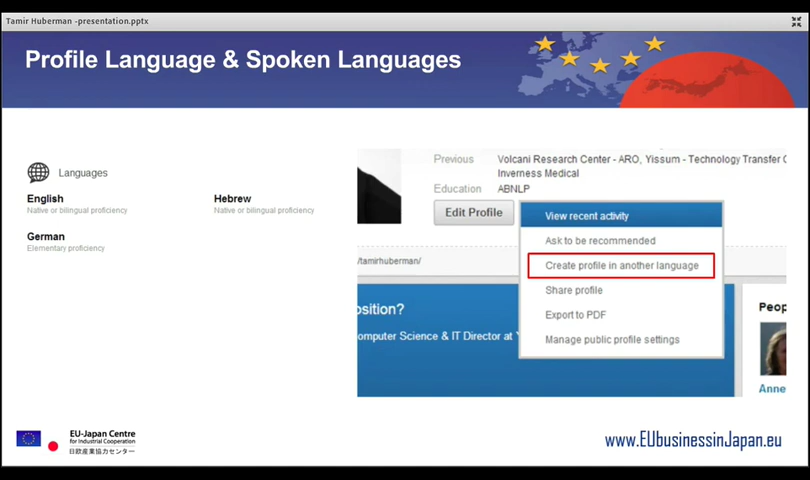 Tamir Huberman -presentation.pptx
Profile Language & Spoken Languages
Languages
English
Native or bilingual proficiency
Hebrew
Native or bilingual proficiency
German
Elementary proficiency
Previous
Volcani Research Center - ARO, Yissum - Technology Transfer
Inverness Medical
Education
ABNLP
Edit Profile
View recent activity
Ask to be recommended
Create profile in another language
Share profile
Export to PDF
Manage public profile settings
/tamirhuberman/
osition?
omputer Science & IT Director at
Peop
Anne
EU-Japan Centre
for Industrial Cooperation
日欧産業協力センター
www.EUbusinessinJapan.eu